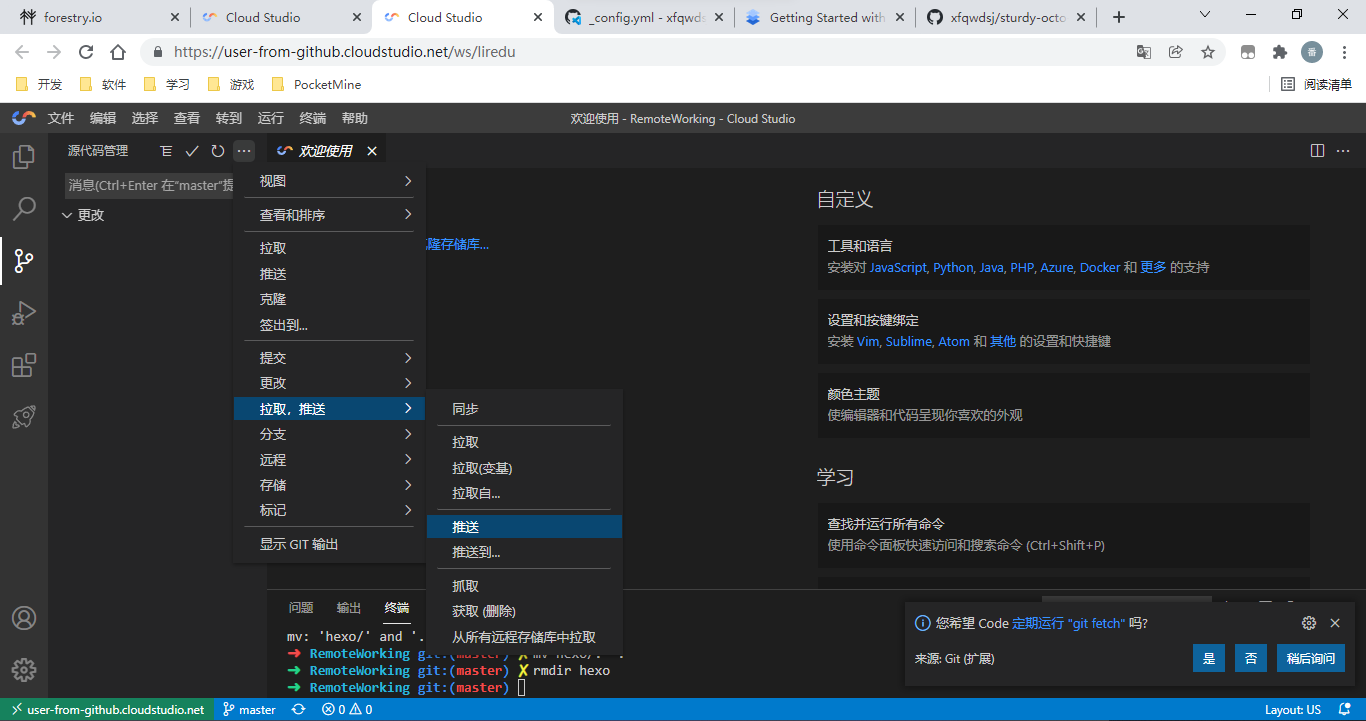 forestry.io
Cloud Studio
Cloud Studio
_config.yml - xfqwds
Getting Started with
xfqwdsj/sturdy-octo
https://user-from-github.cloudstudio.net/ws/liredu
番
开发
软件
学习
游戏
PocketMine
阅读清单
文件 编辑 选择 查看 转到 运行 终端 帮助
欢迎使用 - RemoteWorking - Cloud Studio
源代码管理
欢迎使用
消息(Ctrl+Enter 在"master"提
更改
视图
查看和排序
拉取
推送
克隆
签出到...
提交
更改
拉取，推送
分支
远程
存储
标记
显示 GIT 输出
隆存储库...
同步
拉取
拉取(变基)
拉取自...
推送
推送到...
抓取
获取 (删除)
从所有远程存储库中拉取
自定义
工具和语言
安装对 JavaScript, Python, Java, PHP, Azure, Docker 和 更多 的支持
设置和按键绑定
安装 Vim, Sublime, Atom 和 其他 的设置和快捷键
颜色主题
使编辑器和代码呈现你喜欢的外观
学习
查找并运行所有命令
使用命令面板快速访问和搜索命令 (Ctrl+Shift+P)
问题 输出 终端
mv: 'hexo/' and '.
➜ RemoteWorking git:(master) ✗ mv hexo/. .
➜ RemoteWorking git:(master) ✗ rmdir hexo
➜ RemoteWorking git:(master)
您希望 Code 定期运行 "git fetch" 吗?
来源: Git (扩展)
是
否
稍后询问
user-from-github.cloudstudio.net
master
0
0
Layout: US